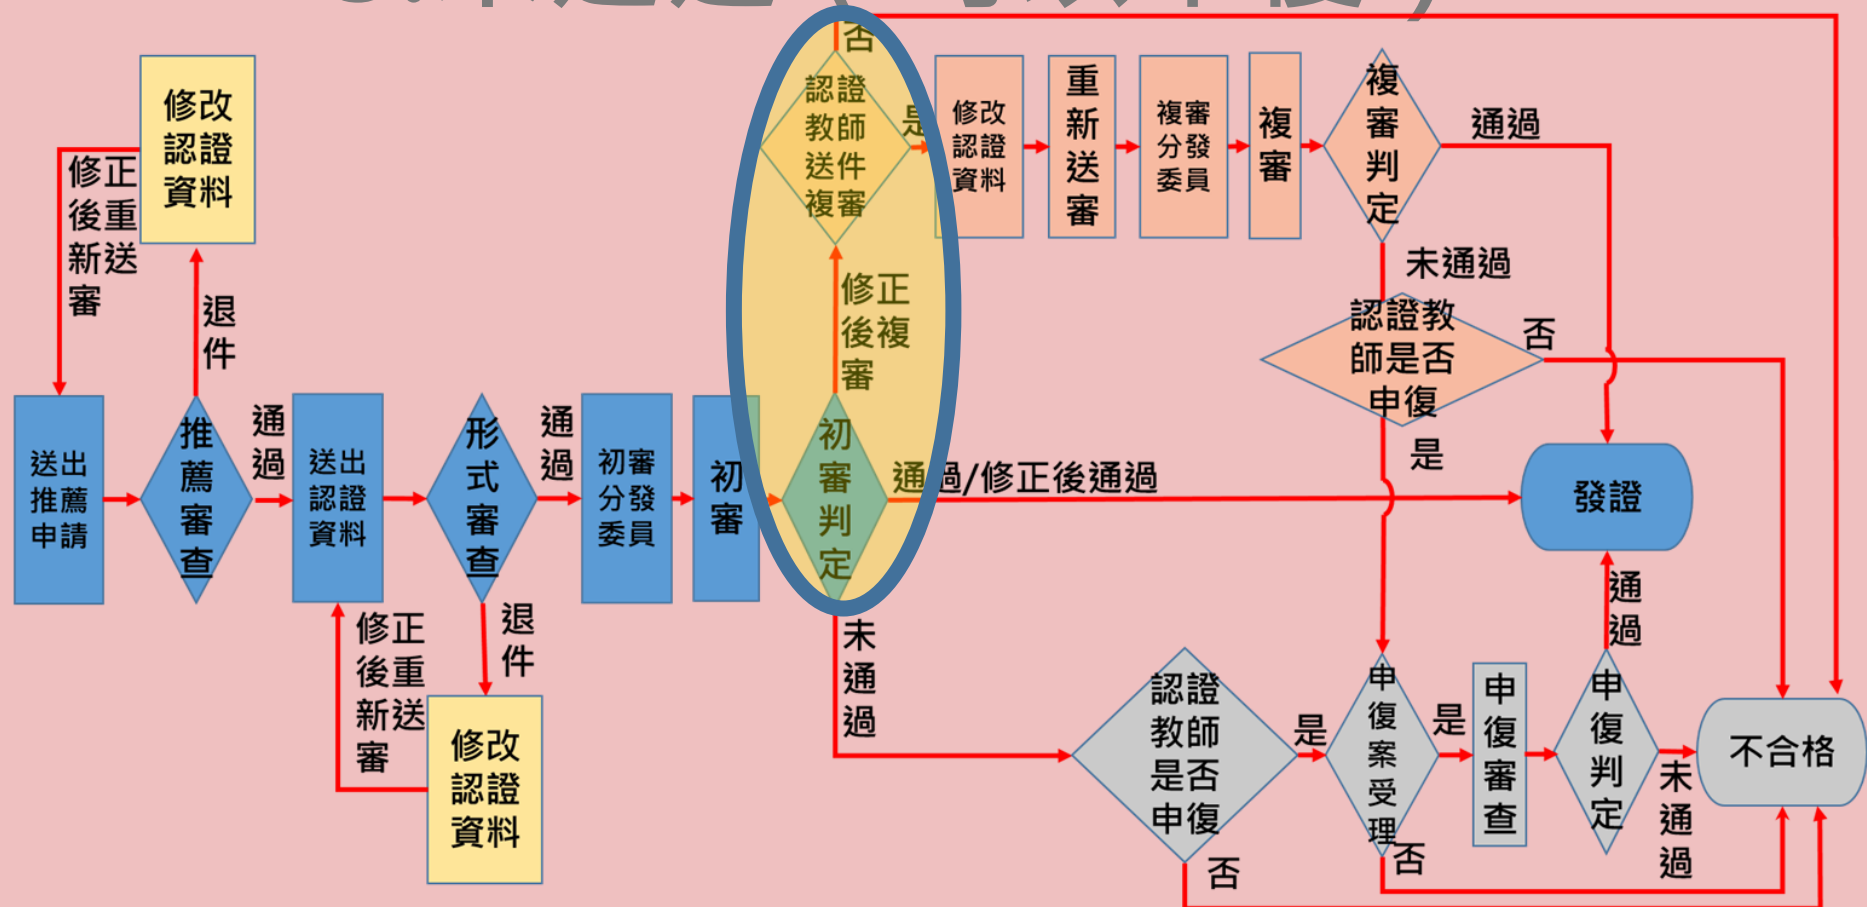 否
修改
認證
資料
認證
教師
送件
複審
是
修改
認證
資料
重
新
送
審
複審
分發
委員
複
審
複
審
判
定
通過
修正
後重
新送
審
退
件
修正
後複
審
未通過
認證教
師是否
申復
否
是
送出
推薦
申請
推
薦
審
查
通
過
送出
認證
資料
形
式
審
查
通
過
初審
分發
委員
初
審
初
審
判
定
通過/修正後通過
發證
修正
後重
新送
審
退
件
修改
認證
資料
未
通
過
認證
教師
是否
申復
是
否
申
復
案
受
理
是
否
申
復
審
查
申
復
判
定
通
過
未
通
過
不合格